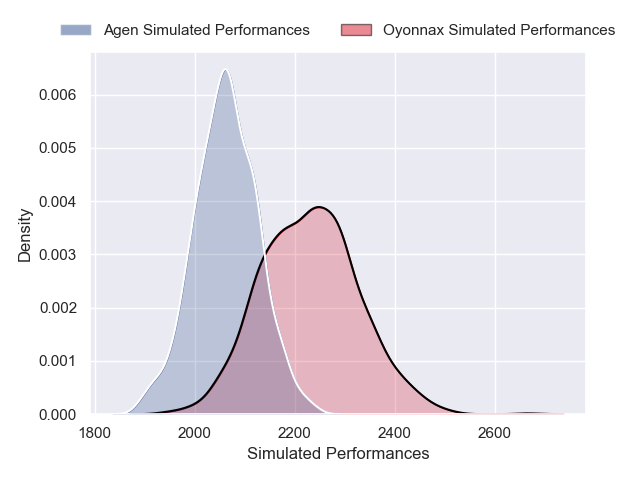 Agen Simulated Performances Oyonnax Simulated Performances
0.006
0.005
0.004
0.003
0.002
0.001
0.000
Density
1800 2000 2200 2400 2600
Simulated Performances